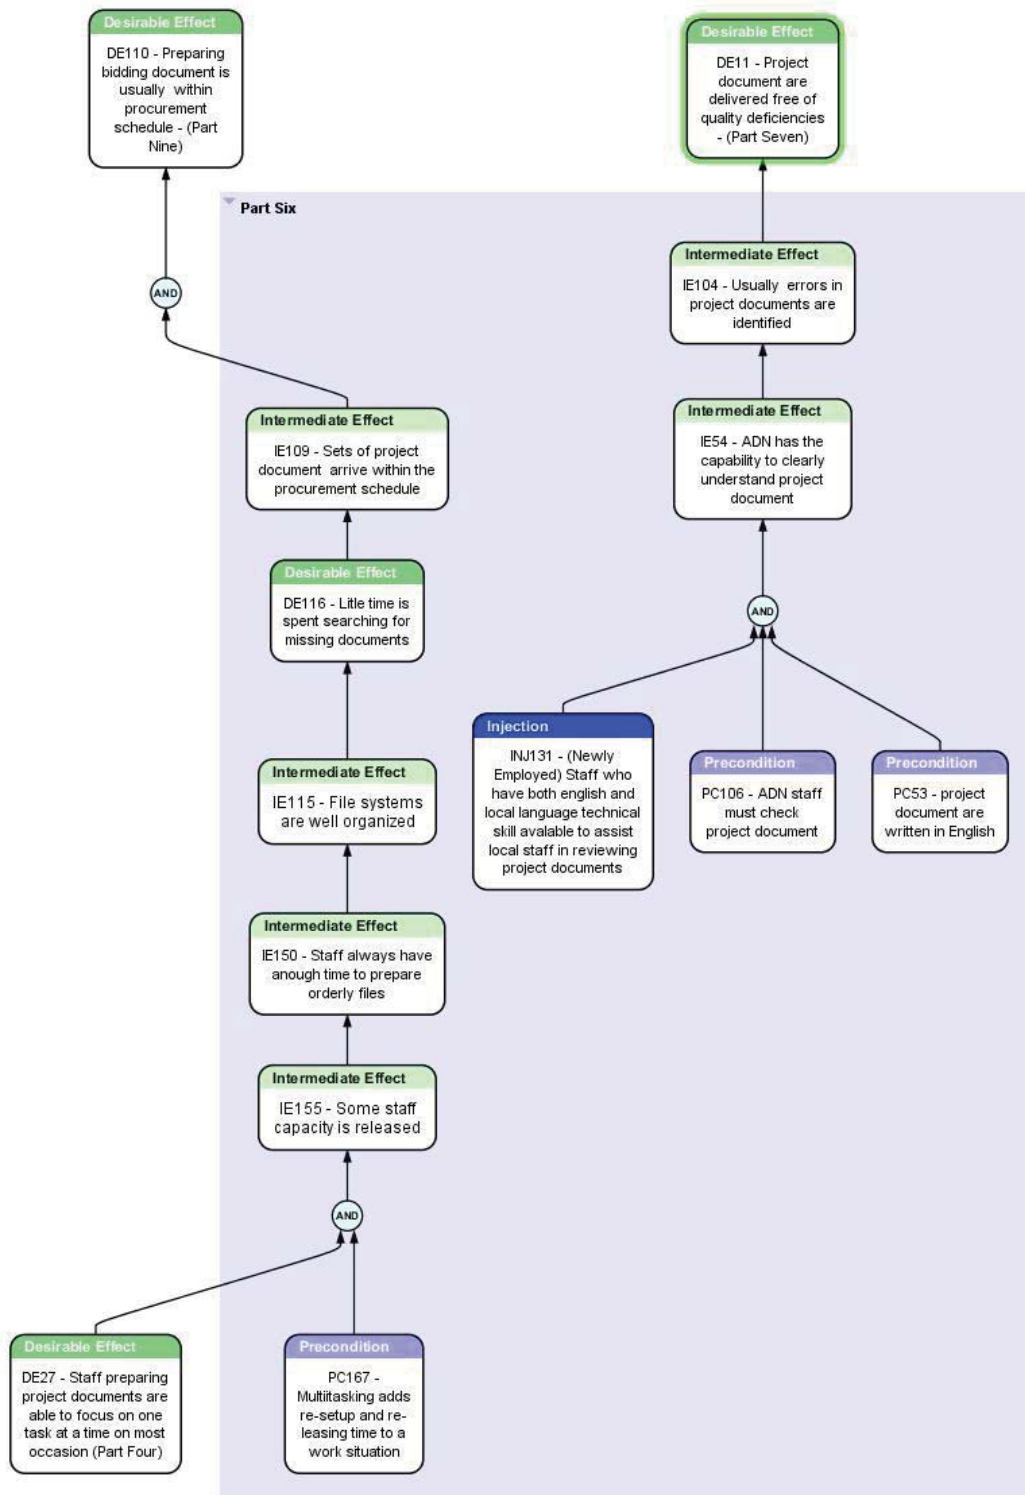 Desirable Effect
DE110 - Preparing
bidding document is
usually within
procurement
schedule - (Part
Nine)
Desirable Effect
DE11 - Project
document are
delivered free of
quality deficiencies
- (Part Seven)
Part Six
Intermediate Effect
IE104 - Usually errors in
project documents are
identified
AND
Intermediate Effect
IE109 - Sets of project
document arrive within the
procurement schedule
Intermediate Effect
IE54 - ADN has the
capability to clearly
understand project
document
Desirable Effect
DE116 - Litle time is
spent searching for
missing documents
AND
Injection
INJ131 - (Newly
Employed) Staff who
have both english and
local language technical
skill avalable to assist
local staff in reviewing
project documents
Precondition
PC106 - ADN staff
must check
project document
Precondition
PC53 - project
document are
written in English
Intermediate Effect
IE115 - File systems
are well organized
Intermediate Effect
IE150 - Staff always have
anough time to prepare
orderly files
Intermediate Effect
IE155 - Some staff
capacity is released
AND
Desirable Effect
DE27 - Staff preparing
project documents are
able to focus on one
task at a time on most
occasion (Part Four)
Precondition
PC167 -
Multiitasking adds
re-setup and re-
leasing time to a
work situation